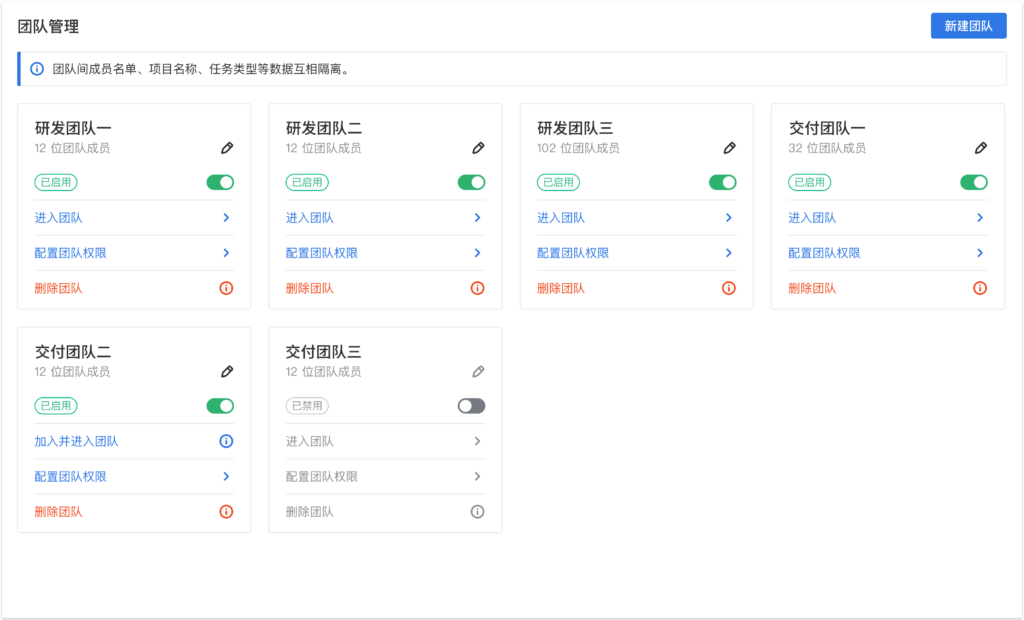 团队管理
新建团队
团队间成员名单、项目名称、任务类型等数据互相隔离。
研发团队一
12 位团队成员
已启用
进入团队
配置团队权限
删除团队
研发团队二
12 位团队成员
已启用
进入团队
配置团队权限
删除团队
研发团队三
102 位团队成员
已启用
进入团队
配置团队权限
删除团队
交付团队一
32 位团队成员
已启用
进入团队
配置团队权限
删除团队
交付团队二
12 位团队成员
已启用
加入并进入团队
配置团队权限
删除团队
交付团队三
12 位团队成员
已禁用
进入团队
配置团队权限
删除团队